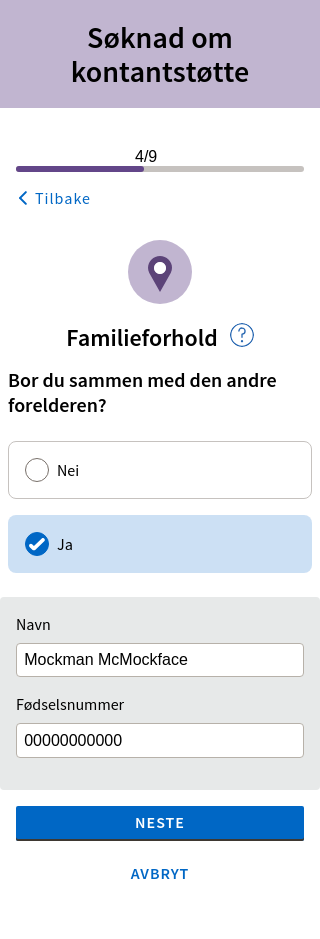 Søknad om
kontantstøtte
4/9
Tilbake
Familieforhold ?
Bor du sammen med den andre
forelderen?
Nei
Ja
Navn
Mockman McMockface
Fødselsnummer
00000000000
NESTE
AVBRYT